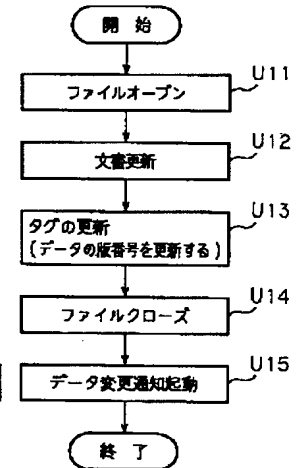 開 始
ファイルオープン
U11
文書更新
U12
タグの更新
(データの版番号を更新する)
U13
ファイルクローズ
U14
データ変更通知起動
U15
終 了